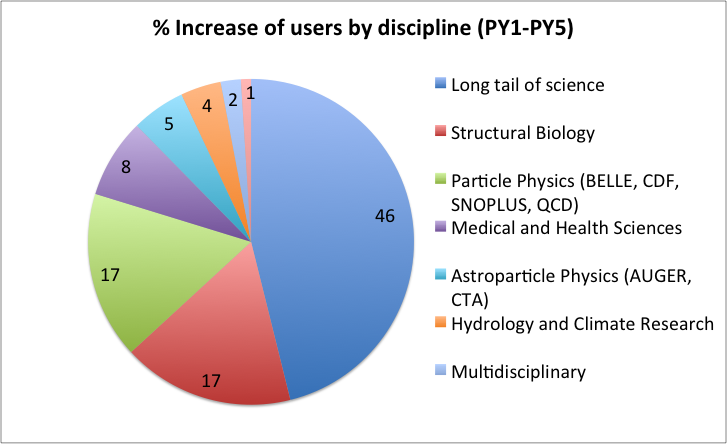 % Increase of users by discipline (PY1-PY5)
1
2
4
5
8
46
17
17
Long tail of science
Structural Biology
Particle Physics (BELLE, CDF,
SNOPLUS, QCD)
Medical and Health Sciences
Astroparticle Physics (AUGER,
CTA)
Hydrology and Climate Research
Multidisciplinary